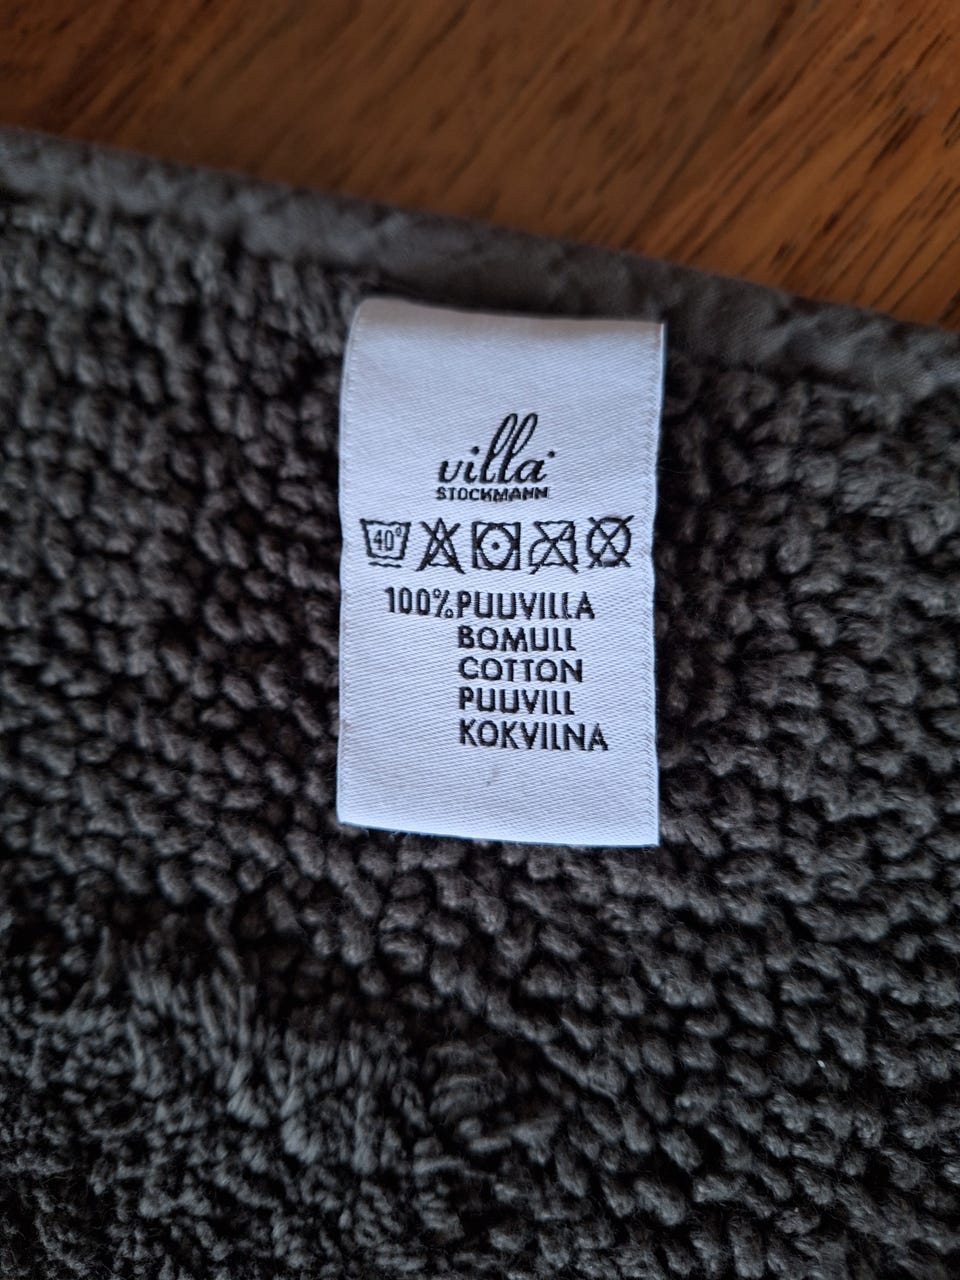 villa
STOCKMANN
40°
100% PUUVILLA
BOMULL
COTTON
PUUVILL
KOKVILNA